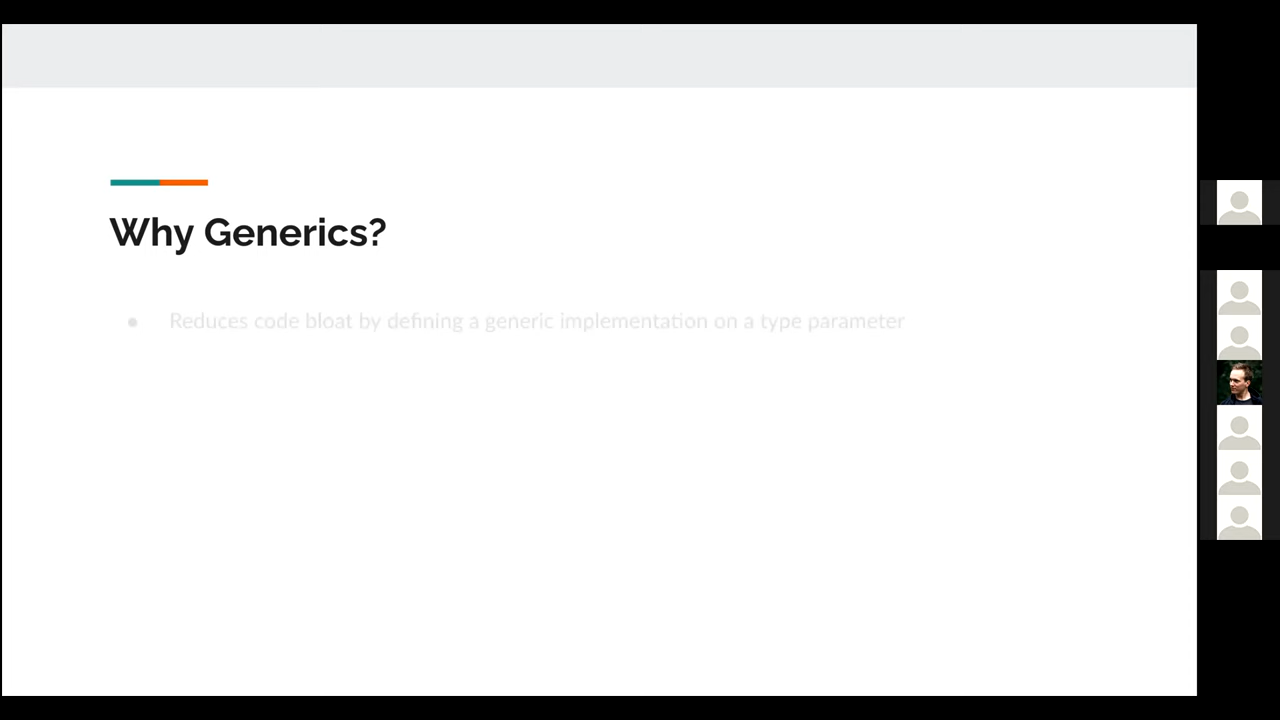 Why Generics?
● Reduces code bloat by defining a generic implementation on a type parameter